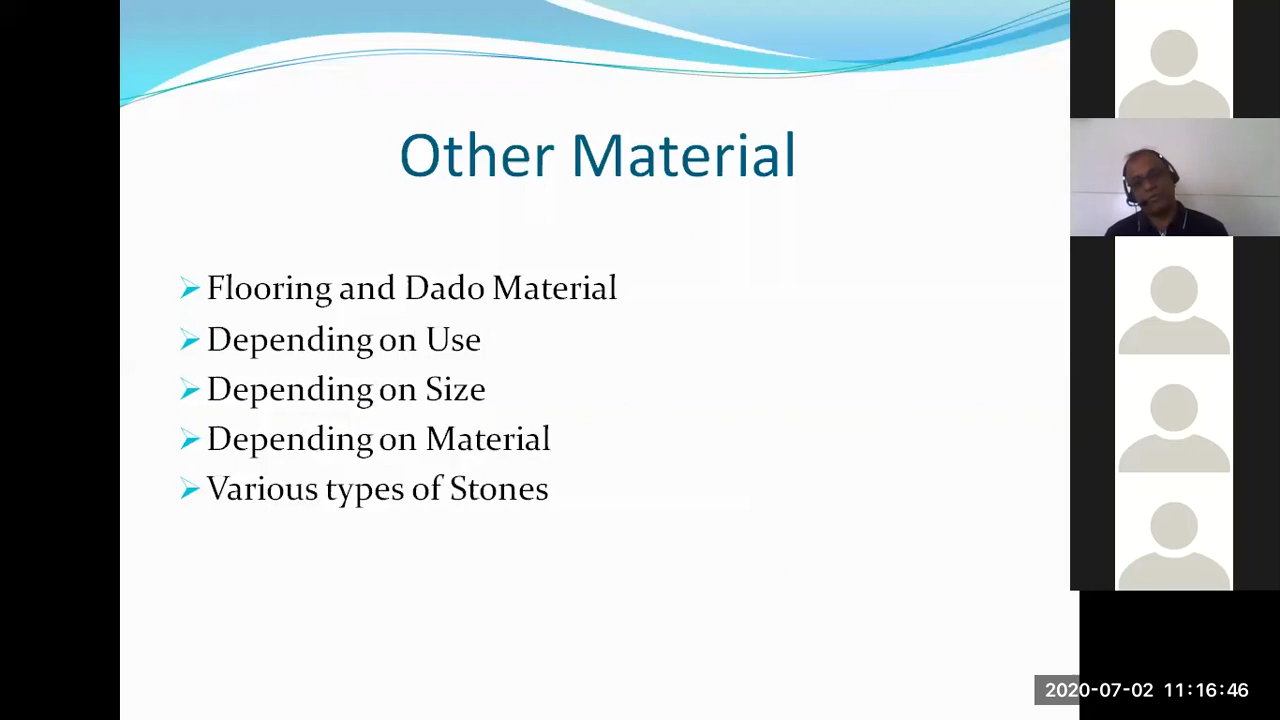 Other Material
Flooring and Dado Material
Depending on Use
Depending on Size
Depending on Material
Various types of Stones
2020-07-02 11:16:46